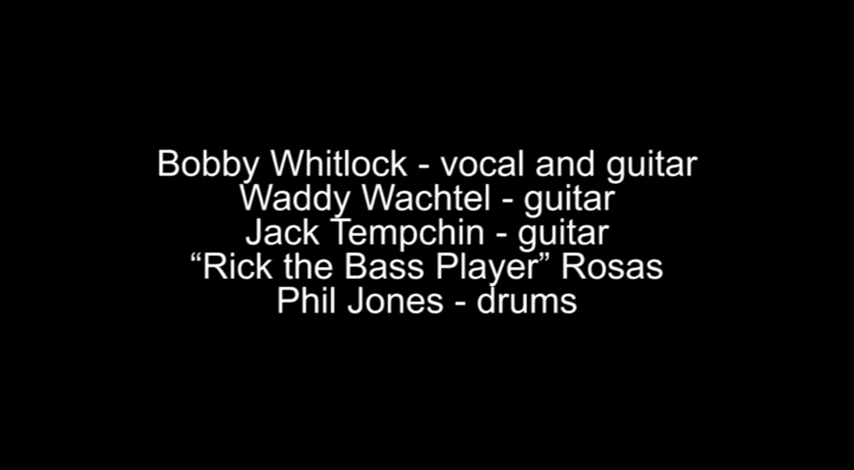 Bobby Whitlock - vocal and guitar
Waddy Wachtel - guitar
Jack Tempchin - guitar
“Rick the Bass Player” Rosas
Phil Jones - drums